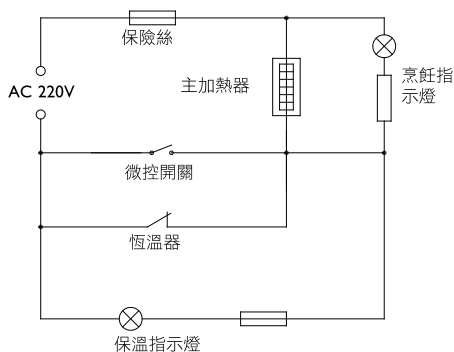 保險絲
主加熱器
烹飪指
示燈
AC 220V
微控開關
恆溫器
保溫指示燈